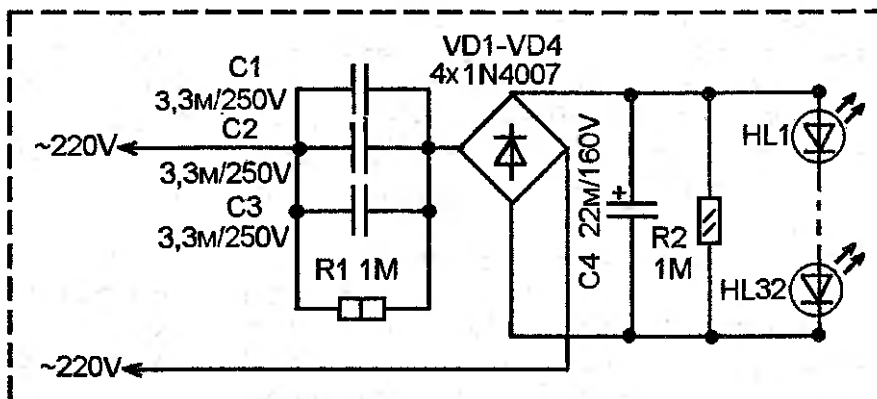 VD1-VD4
4x1N4007
C1
3,3м/250V
C2
~220V
3,3м/250V
C3
3,3м/250V
R1 1M
C4 22м/160V
+
R2
1M
HL1
HL32
~220V